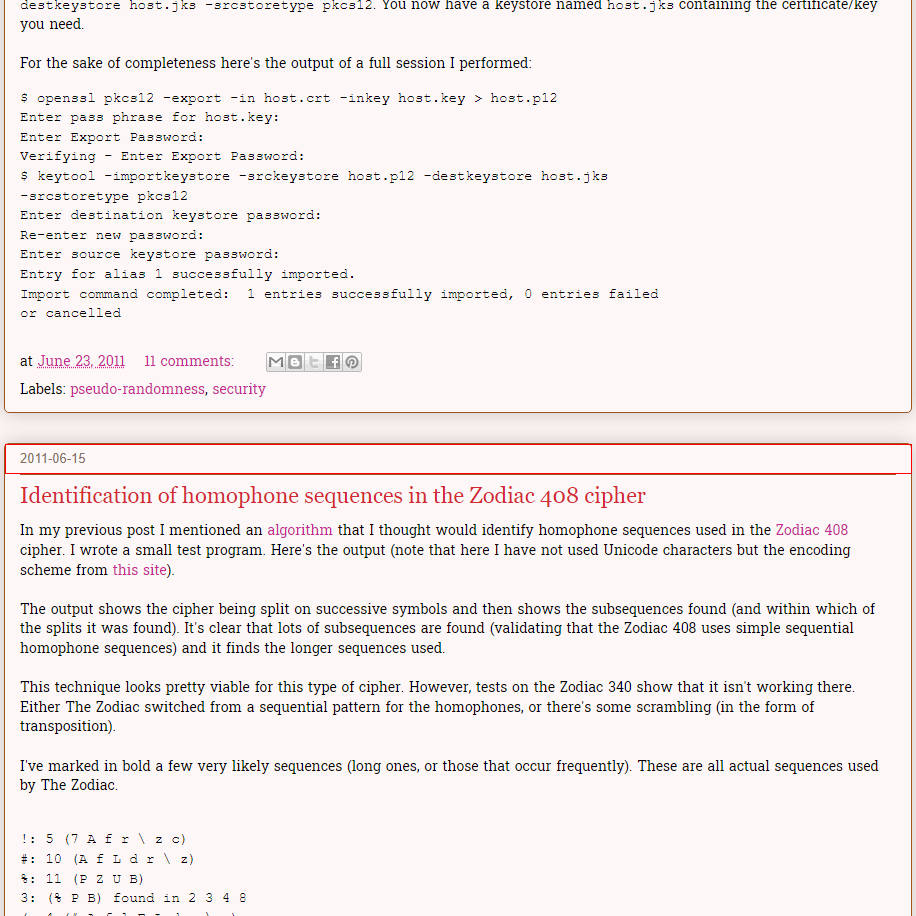 destkeystore host.jks -srcstoretype pkcs12. You now have a keystore named host.jks containing the certificate/key
you need.
For the sake of completeness here's the output of a full session I performed:
$ openssl pkcs12 -export -in host.crt -inkey host.key > host.p12
Enter pass phrase for host.key:
Enter Export Password:
Verifying - Enter Export Password:
$ keytool -importkeystore -srckeystore host.p12 -destkeystore host.jks
-srcstoretype pkcs12
Enter destination keystore password:
Re-enter new password:
Enter source keystore password:
Entry for alias 1 successfully imported.
Import command completed:  1 entries successfully imported, 0 entries failed
or cancelled
at June 23, 2011 11 comments:
Labels: pseudo-randomness, security
2011-06-15
Identification of homophone sequences in the Zodiac 408 cipher
In my previous post I mentioned an algorithm that I thought would identify homophone sequences used in the Zodiac 408
cipher. I wrote a small test program. Here's the output (note that here I have not used Unicode characters but the encoding
scheme from this site).
The output shows the cipher being split on successive symbols and then shows the subsequences found (and within which of
the splits it was found). It's clear that lots of subsequences are found (validating that the Zodiac 408 uses simple sequential
homophone sequences) and it finds the longer sequences used.
This technique looks pretty viable for this type of cipher. However, tests on the Zodiac 340 show that it isn't working there.
Either The Zodiac switched from a sequential pattern for the homophones, or there's some scrambling (in the form of
transposition).
I've marked in bold a few very likely sequences (long ones, or those that occur frequently). These are all actual sequences used
by The Zodiac.
!: 5 (7 A f r \ z c)
#: 10 (A f L d r \ z)
%: 11 (P Z U B)
3: (% P B) found in 2 3 4 8